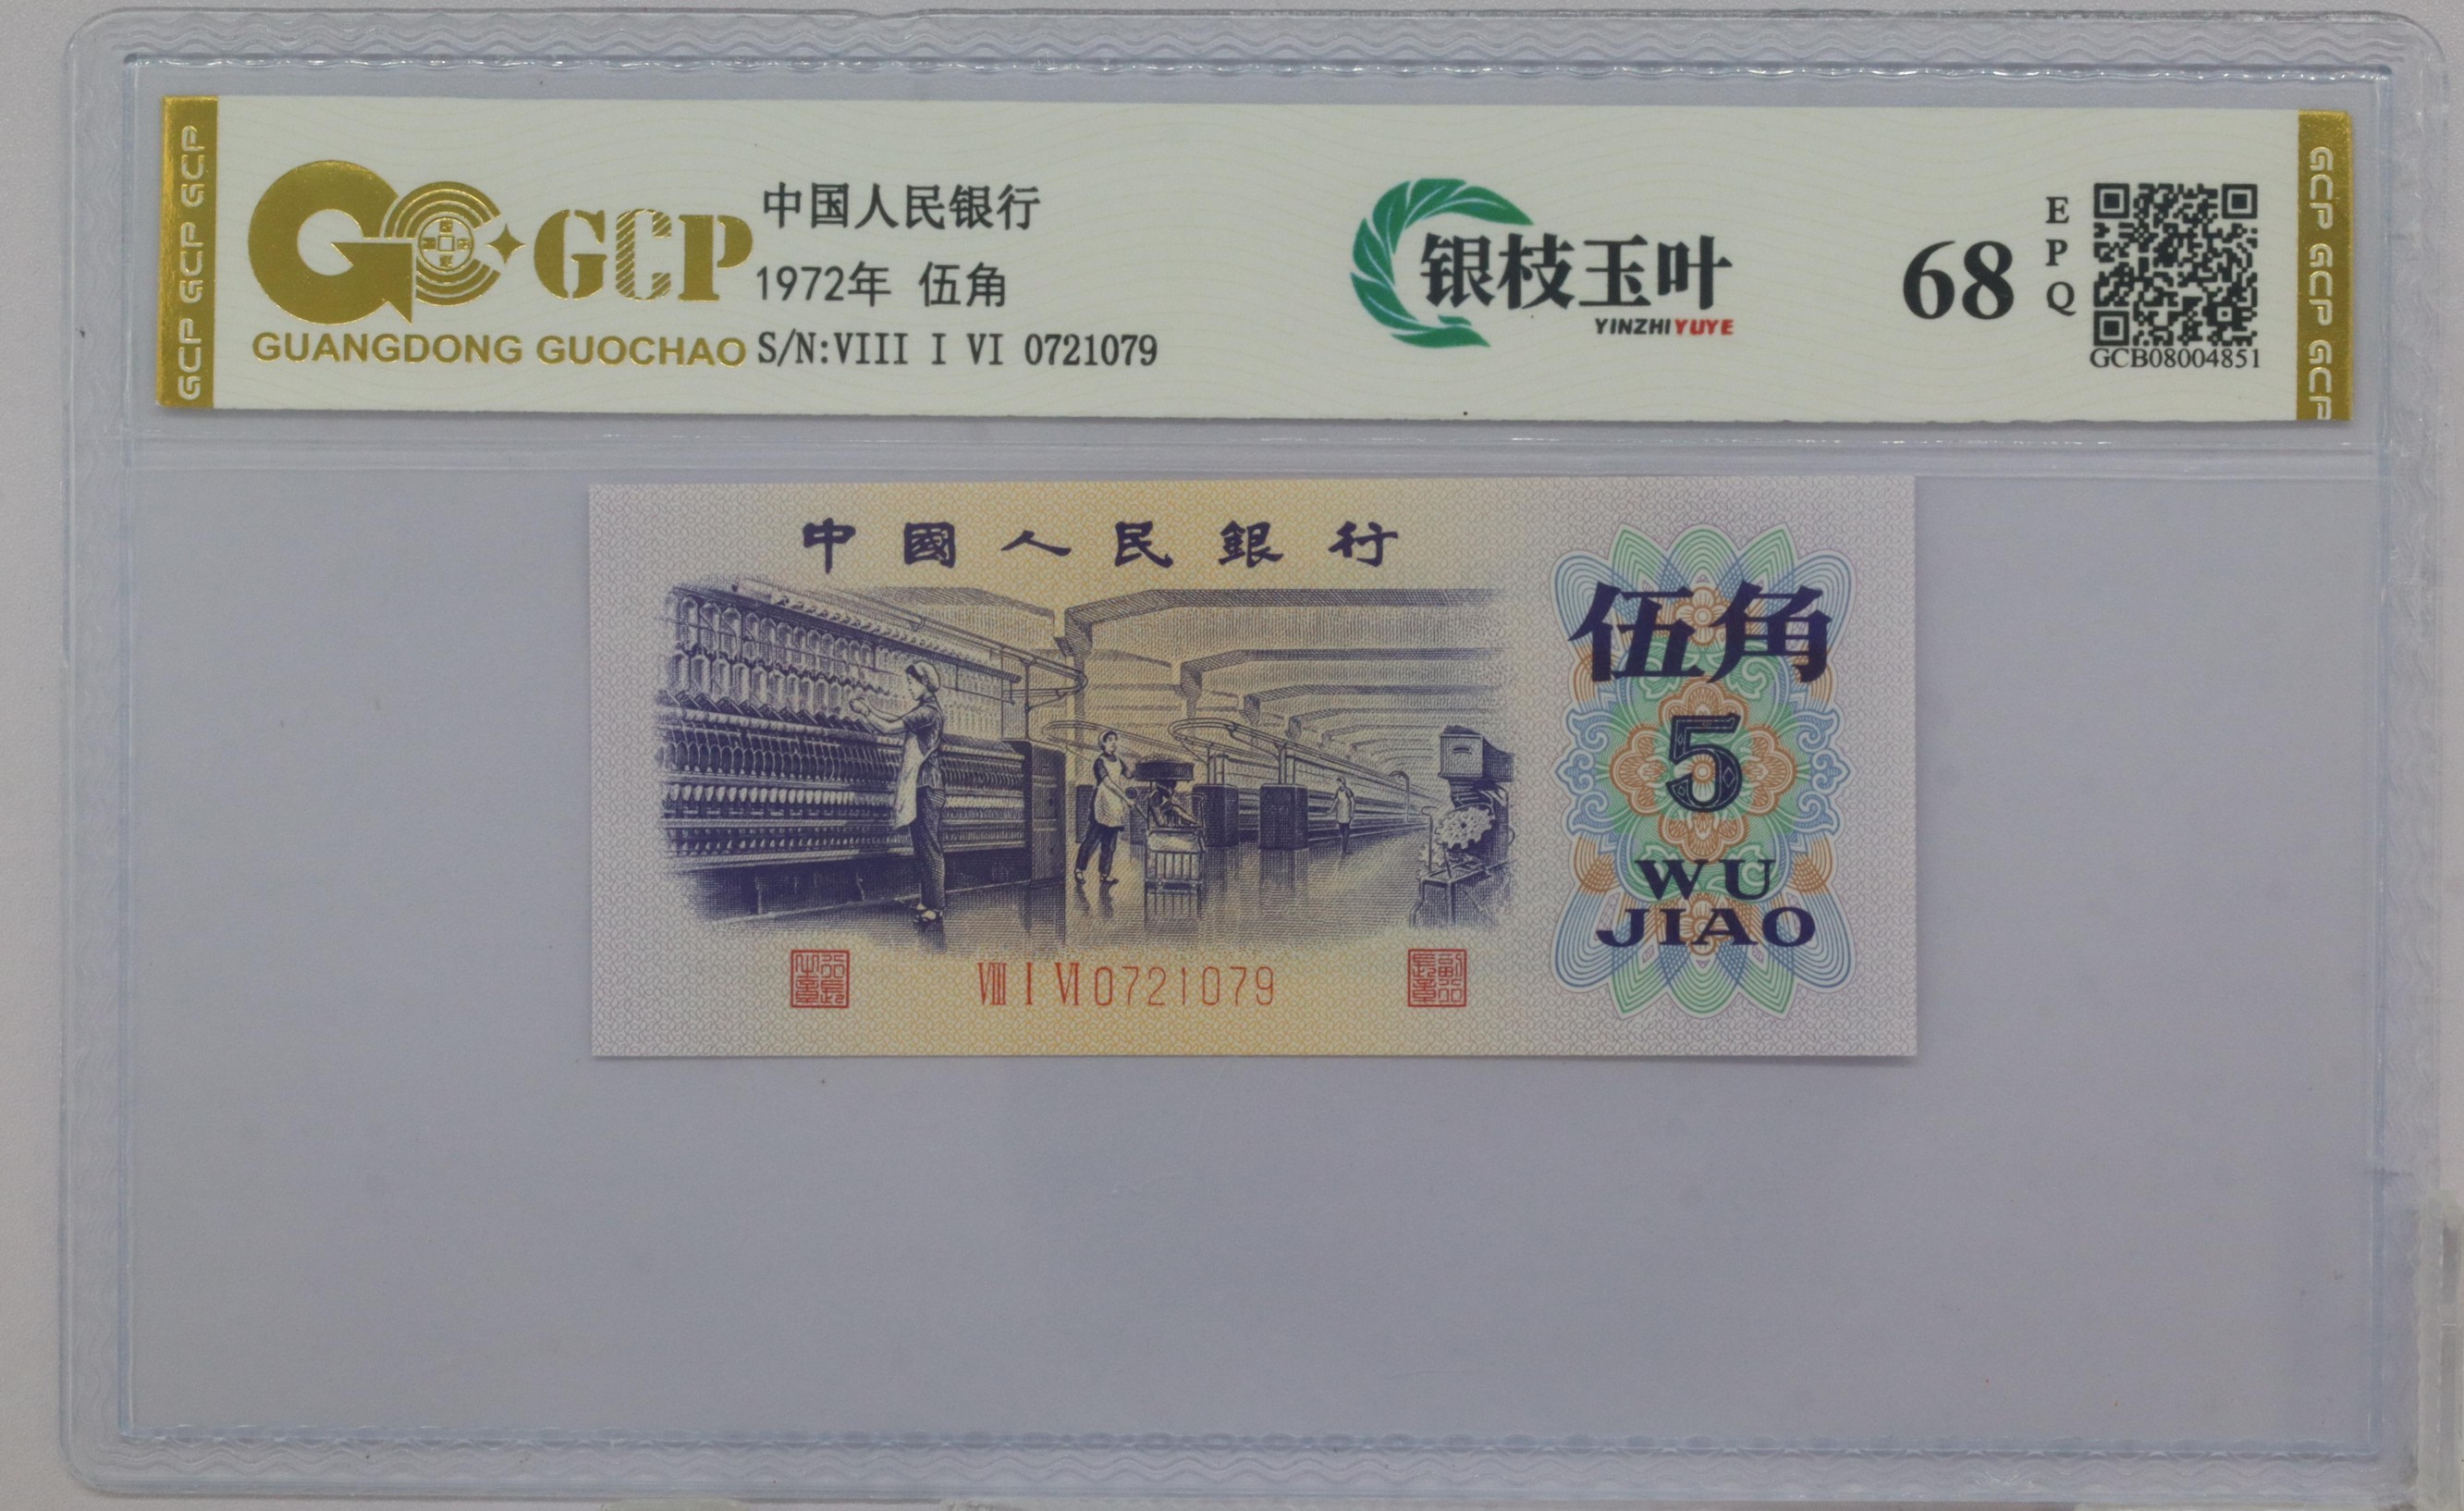 GCP GCP GCP
GCP
GUANGDONG GUOCHAO
中国人民银行
1972年 伍角
S/N:VIII I VI 0721079
银枝玉叶
YINZHIYUYE
68
EPQ
GCB08004851
GCP GCP GCP
中國人民銀行
伍角
5
WU
JIAO
VIII I VI 0721079